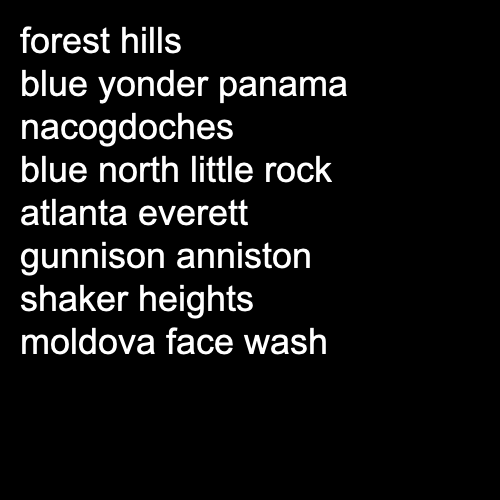 forest hills
blue yonder panama
nacogdoches
blue north little rock
atlanta everett
gunnison anniston
shaker heights
moldova face wash